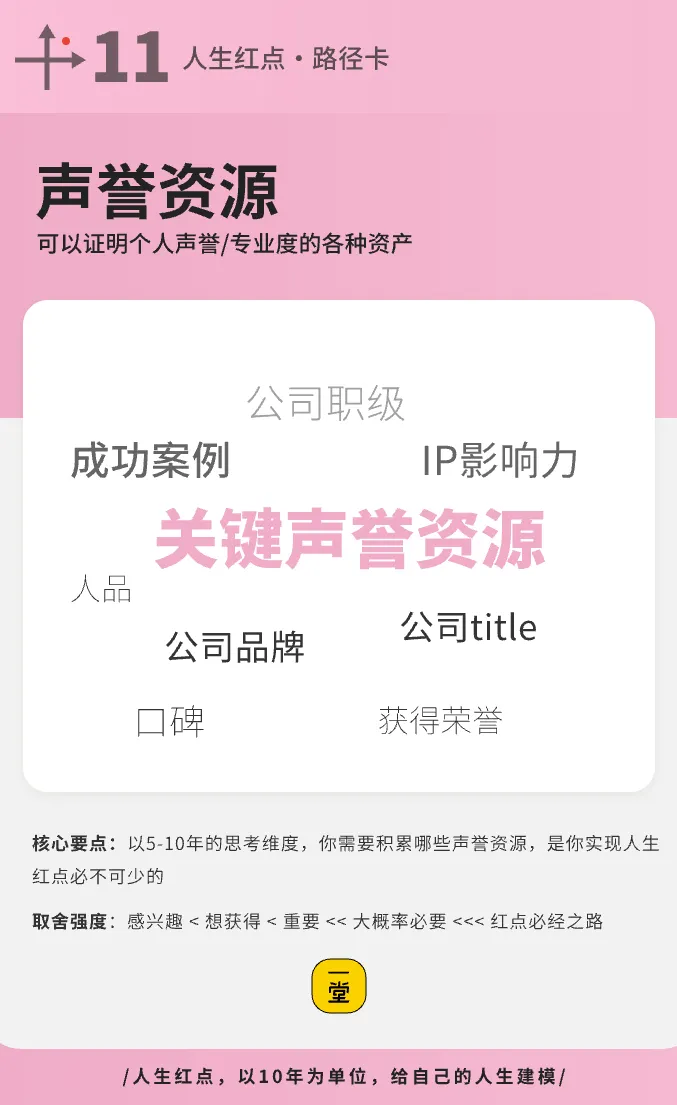 11 人生红点·路径卡
声誉资源
可以证明个人声誉/专业度的各种资产
公司职级
成功案例
IP影响力
关键声誉资源
人品
公司品牌
公司title
口碑
获得荣誉
核心要点：以5-10年的思考维度，你需要积累哪些声誉资源，是你实现人生
红点必不可少的
取舍强度：感兴趣 < 想获得 < 重要 << 大概率必要 <<< 红点必经之路
一
堂
/人生红点，以10年为单位，给自己的人生建模/